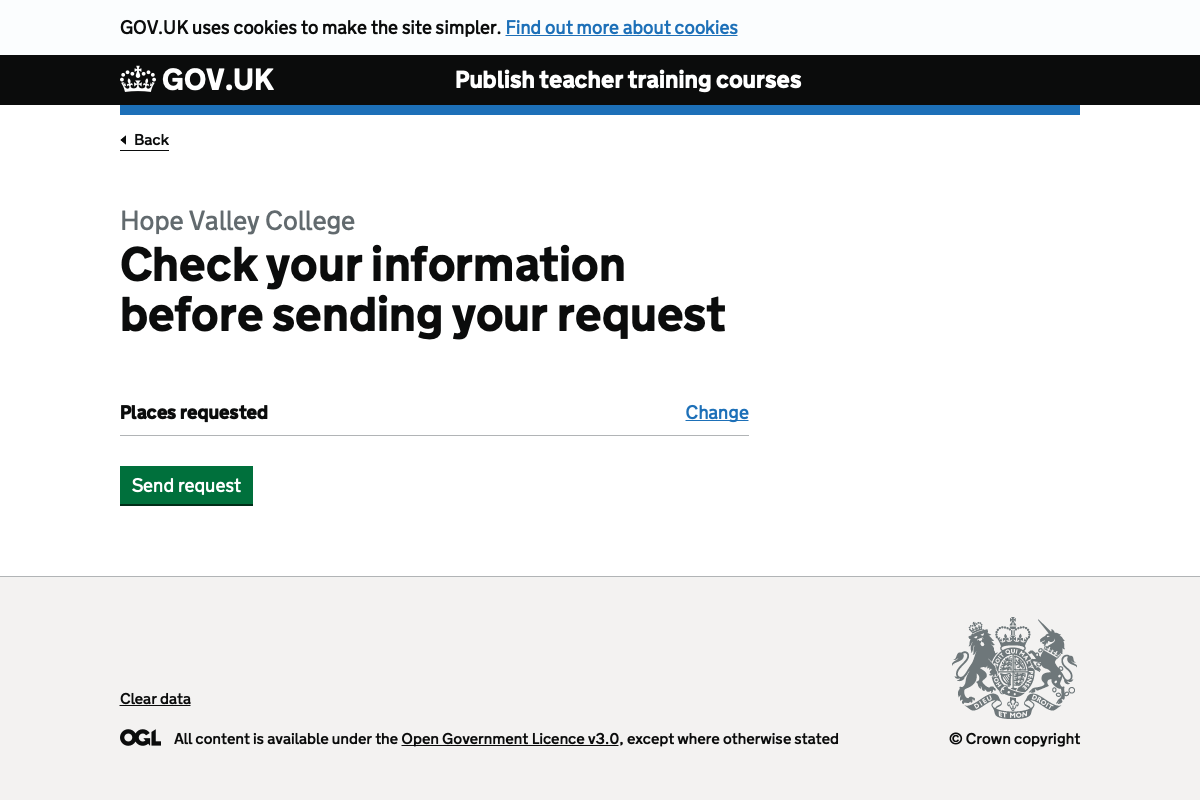 GOV.UK uses cookies to make the site simpler. Find out more about cookies
GOV.UK Publish teacher training courses
Back
Hope Valley College
Check your information
before sending your request
Places requested Change
Send request
Clear data
OGL All content is available under the Open Government Licence v3.0, except where otherwise stated
© Crown copyright
DIEU ET MON DROIT